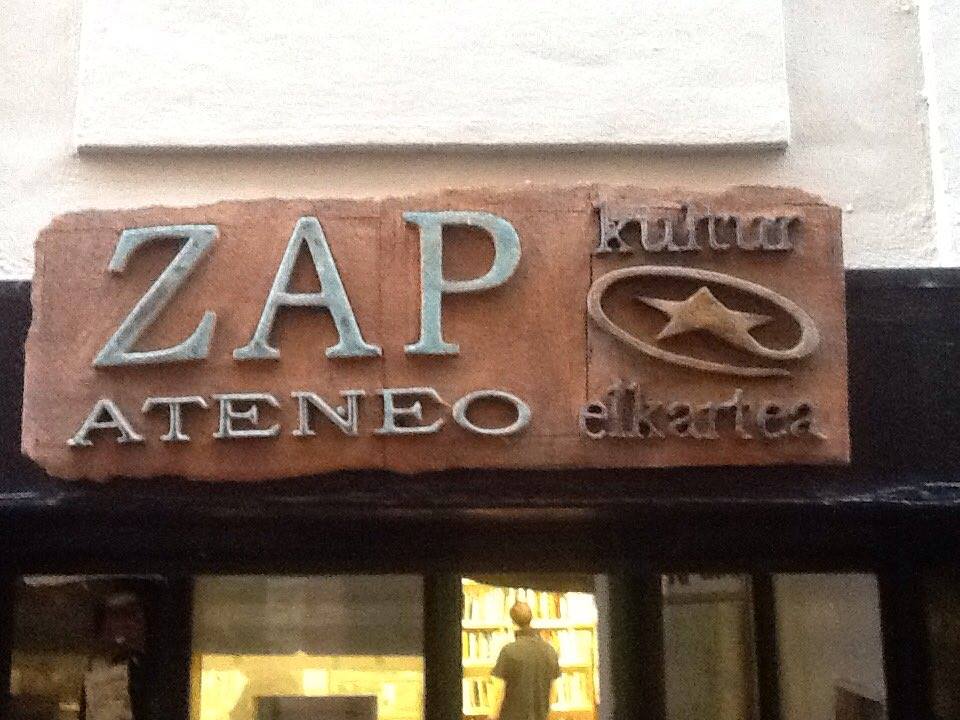 ZAP
ATENEO
kultur
elkartea